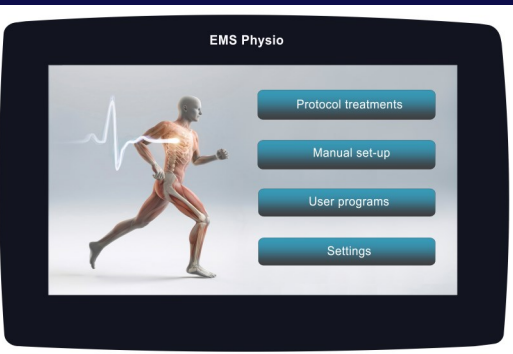 EMS Physio
Protocol treatments
Manual set-up
User programs
Settings